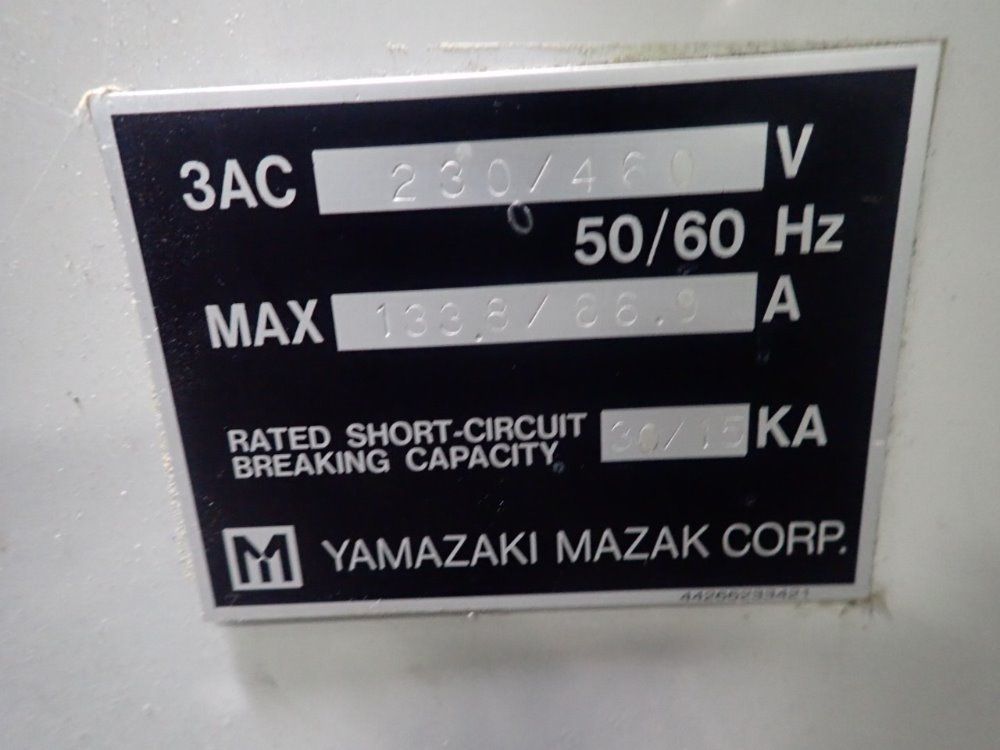 3AC 230/460 V
50/60 Hz
MAX 133.8/66.9 A
RATED SHORT-CIRCUIT
BREAKING CAPACITY 30/15 KA
M YAMAZAKI MAZAK CORP.
44266233421